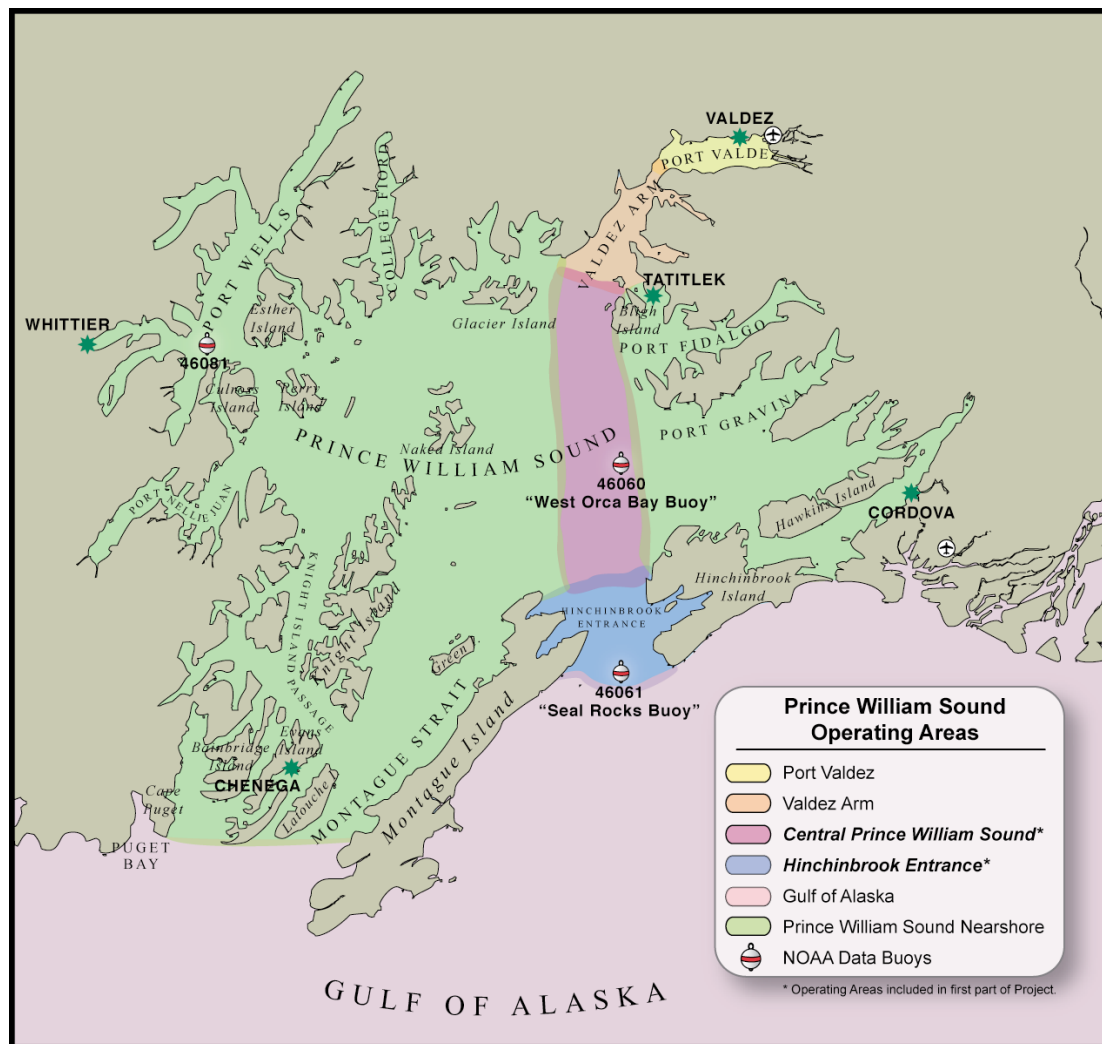 VALDEZ
PORT VALDEZ
VALDEZ ARM
COLLEGE FIORD
PORT WELLS
TATITLEK
Bligh
Island
Esther
Island
Glacier Island
WHITTIER
PORT FIDALGO
46081
Culross
Island
Perry
Island
PORT GRAVINA
PRINCE WILLIAM SOUND
Naked Island
46060
“West Orca Bay Buoy”
Hawkins Island
CORDOVA
PORT NELLIE JUAN
KNIGHT ISLAND PASSAGE
Knight Island
Hinchinbrook
Island
HINCHINBROOK
ENTRANCE
Green I.
46061
“Seal Rocks Buoy”
MONTAGUE STRAIT
Montague Island
Evans
Island
Bainbridge
Island
CHENEGA
Latouche I.
Cape
Puget
PUGET
BAY
GULF OF ALASKA
Prince William Sound
Operating Areas
Port Valdez
Valdez Arm
Central Prince William Sound*
Hinchinbrook Entrance*
Gulf of Alaska
Prince William Sound Nearshore
NOAA Data Buoys
* Operating Areas included in first part of Project.